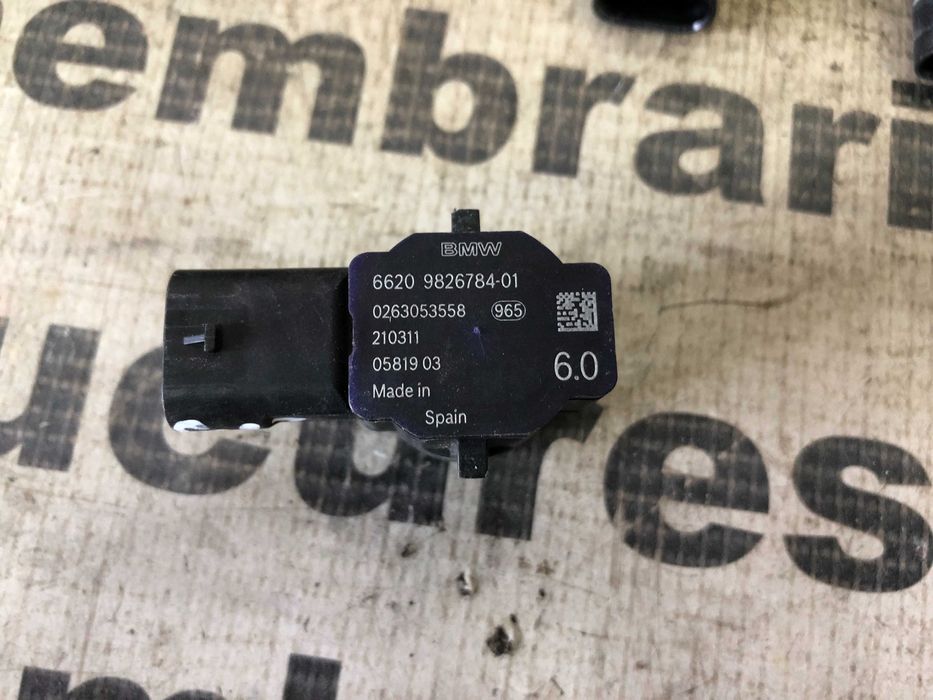 embrari
BMW
6620 9826784-01
0263053558 965
210311
05819 03
6.0
Made in
Spain
ucures